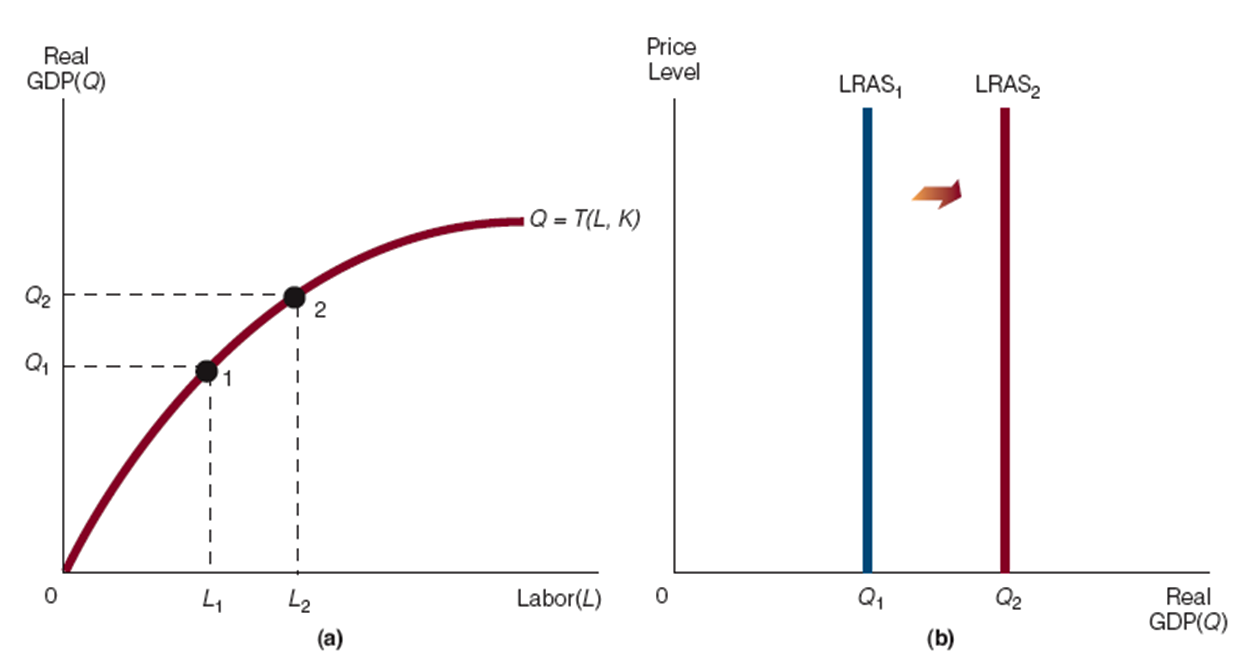 Real
GDP(Q)
Q = T(L, K)
Q₂
2
Q₁
1
0
L₁
L₂
Labor(L)
(a)
Price
Level
LRAS₁
LRAS₂
0
Q₁
Q₂
Real
GDP(Q)
(b)